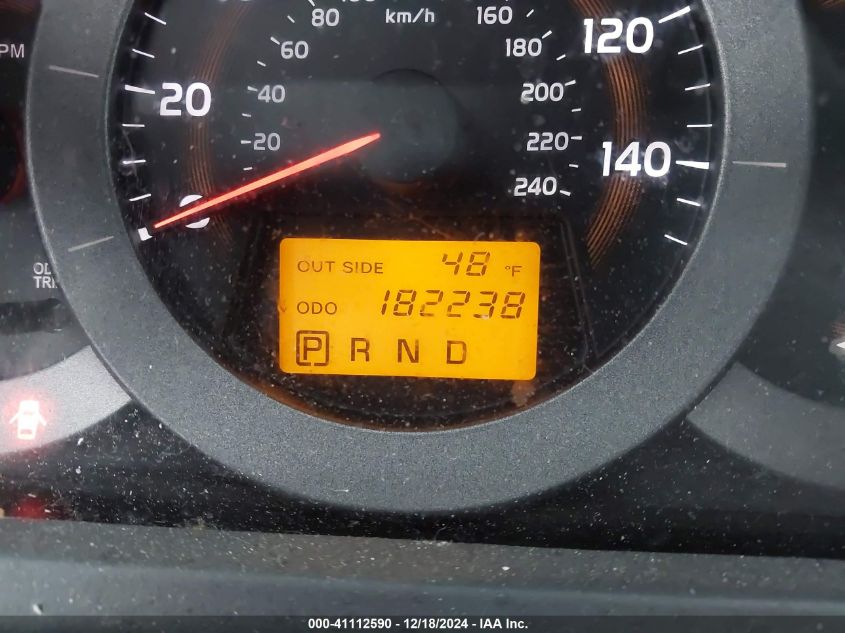 80 km/h 160
60 180 120
PM
20 40 200
20 220 140
240
0
OUT SIDE 48 °F
ODO 182238
P R N D
000-41112590 - 12/18/2024 - IAA Inc.